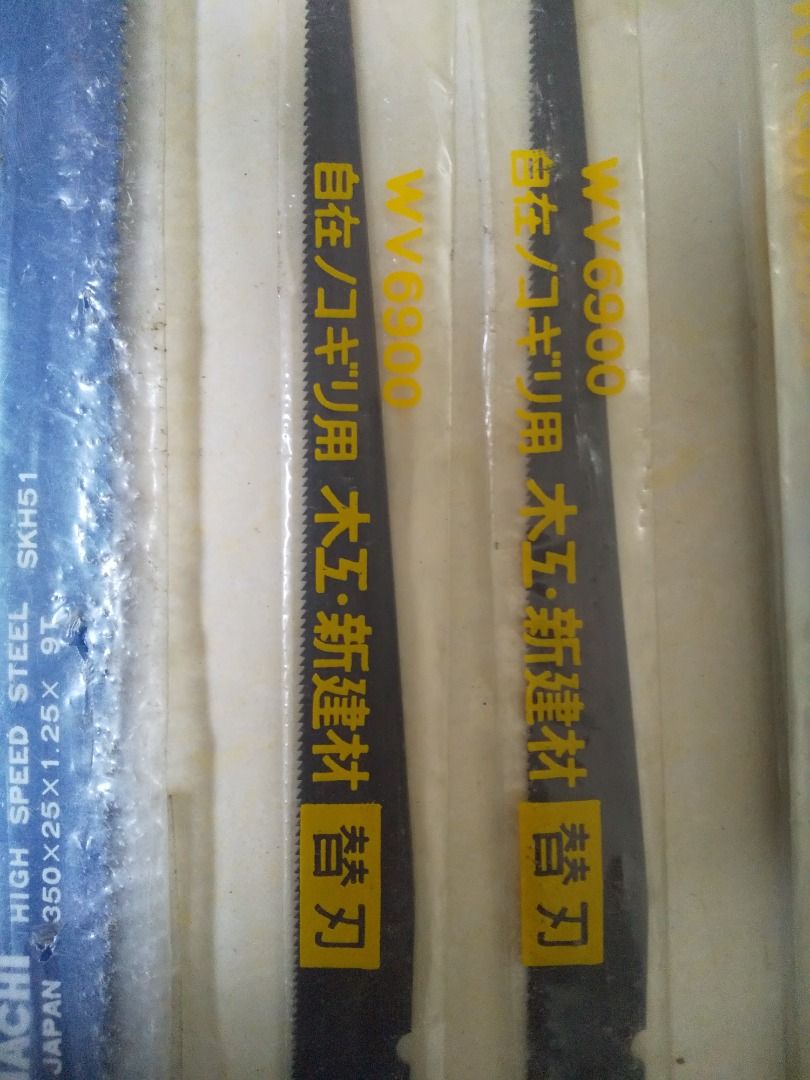 WV6900
自在ノコギリ用 木工・新建材 替刃
WV6900
自在ノコギリ用 木工・新建材 替刃
HIGH SPEED STEEL SKH51
JAPAN 350×25×1.25× 9T